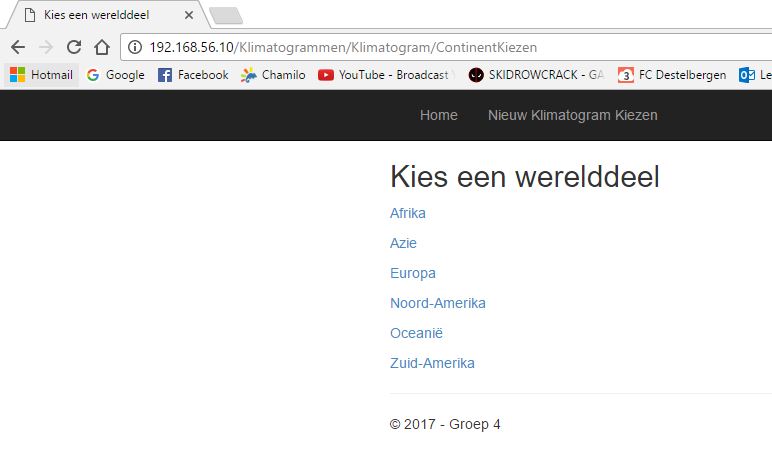 Kies een werelddeel
192.168.56.10/Klimatogrammen/Klimatogram/ContinentKiezen
Hotmail Google Facebook Chamilo YouTube - Broadcast Y SKIDROWCRACK - GA FC Destelbergen Le
Home Nieuw Klimatogram Kiezen
Kies een werelddeel
Afrika
Azie
Europa
Noord-Amerika
Oceanië
Zuid-Amerika
© 2017 - Groep 4